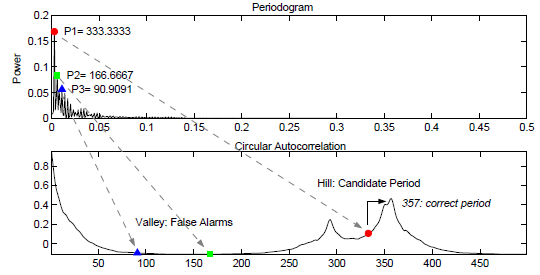 Periodogram
0.2
0.15
0.1
0.05
0
Power
P1= 333.3333
P2= 166.6667
P3= 90.9091
0 0.05 0.1 0.15 0.2 0.25 0.3 0.35 0.4 0.45 0.5
Circular Autocorrelation
0.8
0.6
0.4
0.2
0
Hill: Candidate Period
357: correct period
Valley: False Alarms
50 100 150 200 250 300 350 400 450